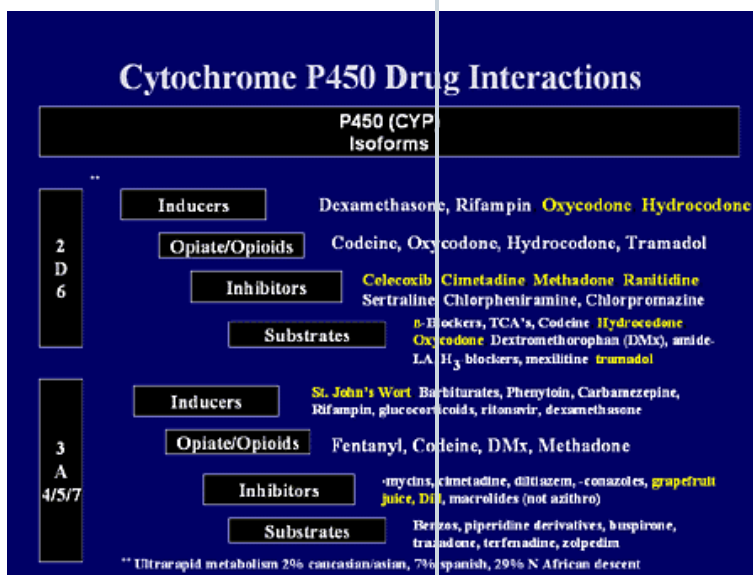 Cytochrome P450 Drug Interactions
P450 (CYP)
Isoforms
**
2
D
6
Inducers
Dexamethasone, Rifampin Oxycodone Hydrocodone
Opiate/Opioids
Codeine, Oxycodone, Hydrocodone, Tramadol
Inhibitors
Celecoxib Cimetadine Methadone Ranitidine
Sertraline Chlorpheniramine, Chlorpromazine
Substrates
B-Blockers, TCA's, Codeine Hydrocodone
Oxycodone Dextromethorophan (DMx), amide-
LA, H3 blockers, mexilitine tramadol
3
A
4/5/7
Inducers
St. John's Wort Barbiturates, Phenytoin, Carbamezepine,
Rifampin, glucocorticoids, ritonavir, dexamethasone
Opiate/Opioids
Fentanyl, Codeine, DMx, Methadone
Inhibitors
-mycins, cimetadine, diltiazem, -conazoles, grapefruit
juice, macrolides (not azithro)
Substrates
Benzos, piperidine derivatives, buspirone,
trazadone, terfenadine, zolpedim
** Ultrarapid metabolism 2% caucasian/asian, 7% spanish, 29% N African descent